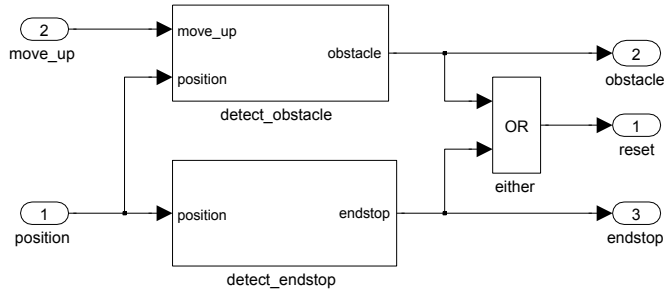 2
move_up
move_up
position
obstacle
detect_obstacle
2
obstacle
OR
either
1
reset
1
position
position
endstop
detect_endstop
3
endstop